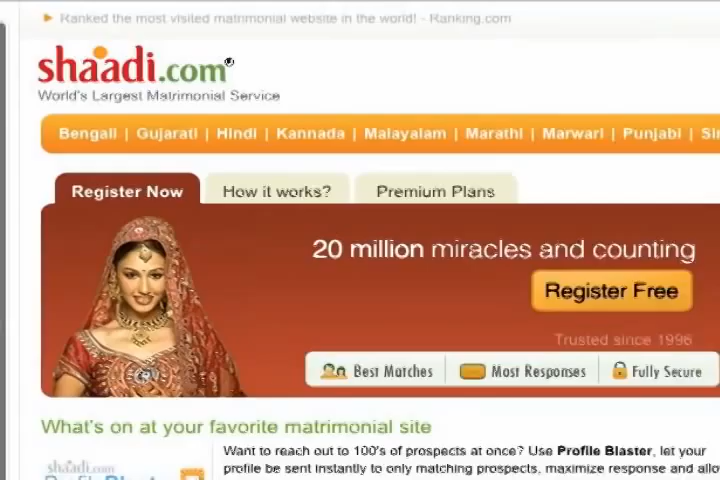 Ranked the most visited matrimonial website in the world! - Ranking.com
shaadi.com
World's Largest Matrimonial Service
Bengali | Gujarati | Hindi | Kannada | Malayalam | Marathi | Marwari | Punjabi |
Register Now How it works? Premium Plans
20 million miracles and counting
Register Free
Trusted since 1996
Best Matches Most Responses Fully Secure
What's on at your favorite matrimonial site
Want to reach out to 100's of prospects at once? Use Profile Blaster, let your
shaadi.com
profile be sent instantly to only matching prospects, maximize response and